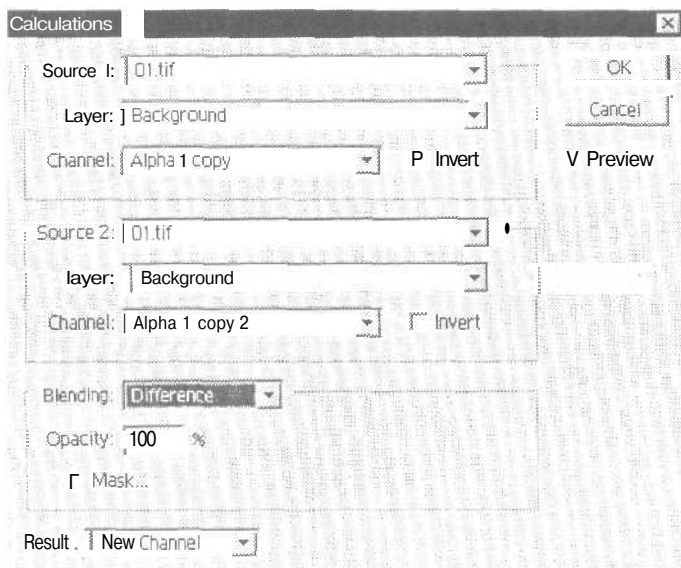 Calculations
Source I: 01.tif
OK
Layer: ] Background
Cancel
Channel: Alpha 1 copy
P Invert
V Preview
Source 2: 01.tif
layer: Background
Channel: Alpha 1 copy 2
Invert
Blending: Difference
Opacity: 100 %
Mask...
Result . New Channel